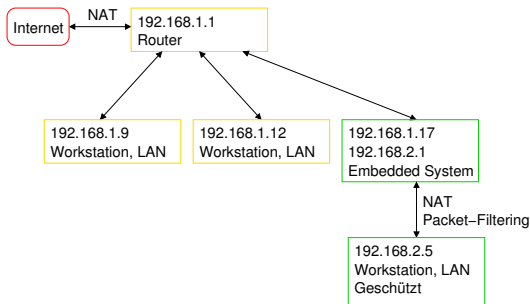 Internet
NAT
192.168.1.1
Router
192.168.1.9
Workstation, LAN
192.168.1.12
Workstation, LAN
192.168.1.17
192.168.2.1
Embedded System
NAT
Packet−Filtering
192.168.2.5
Workstation, LAN
Geschützt